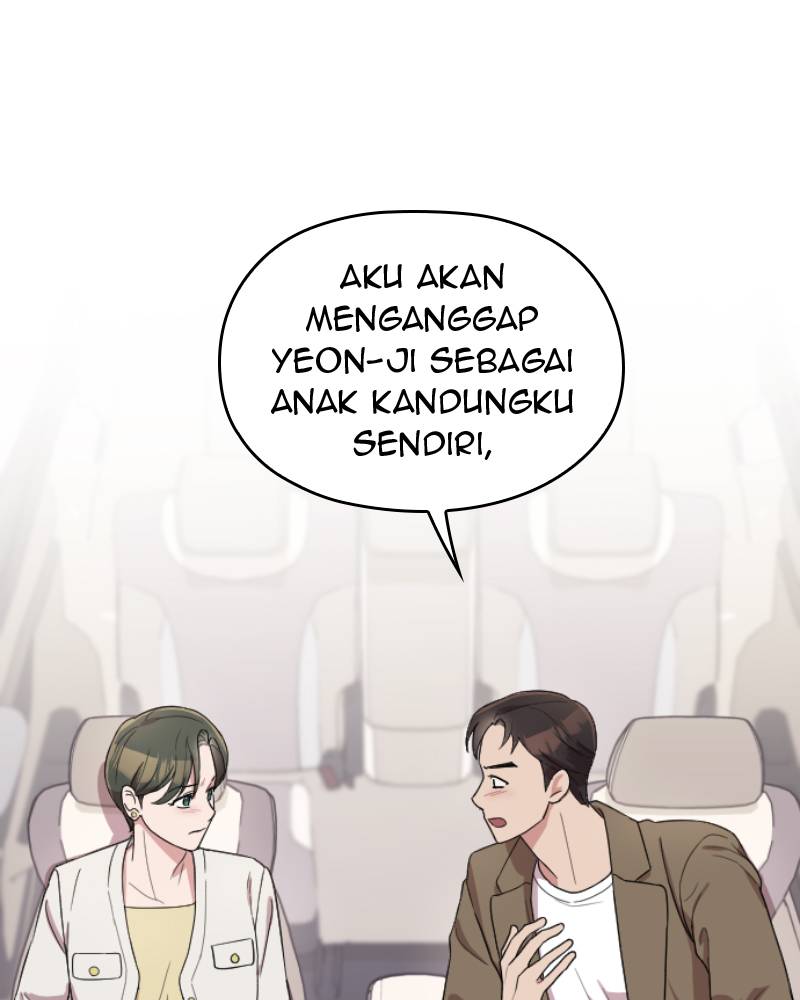 AKU AKAN
MENGANGGAP
YEON-JI SEBAGAI
ANAK KANDUNGKU
SENDIRI,